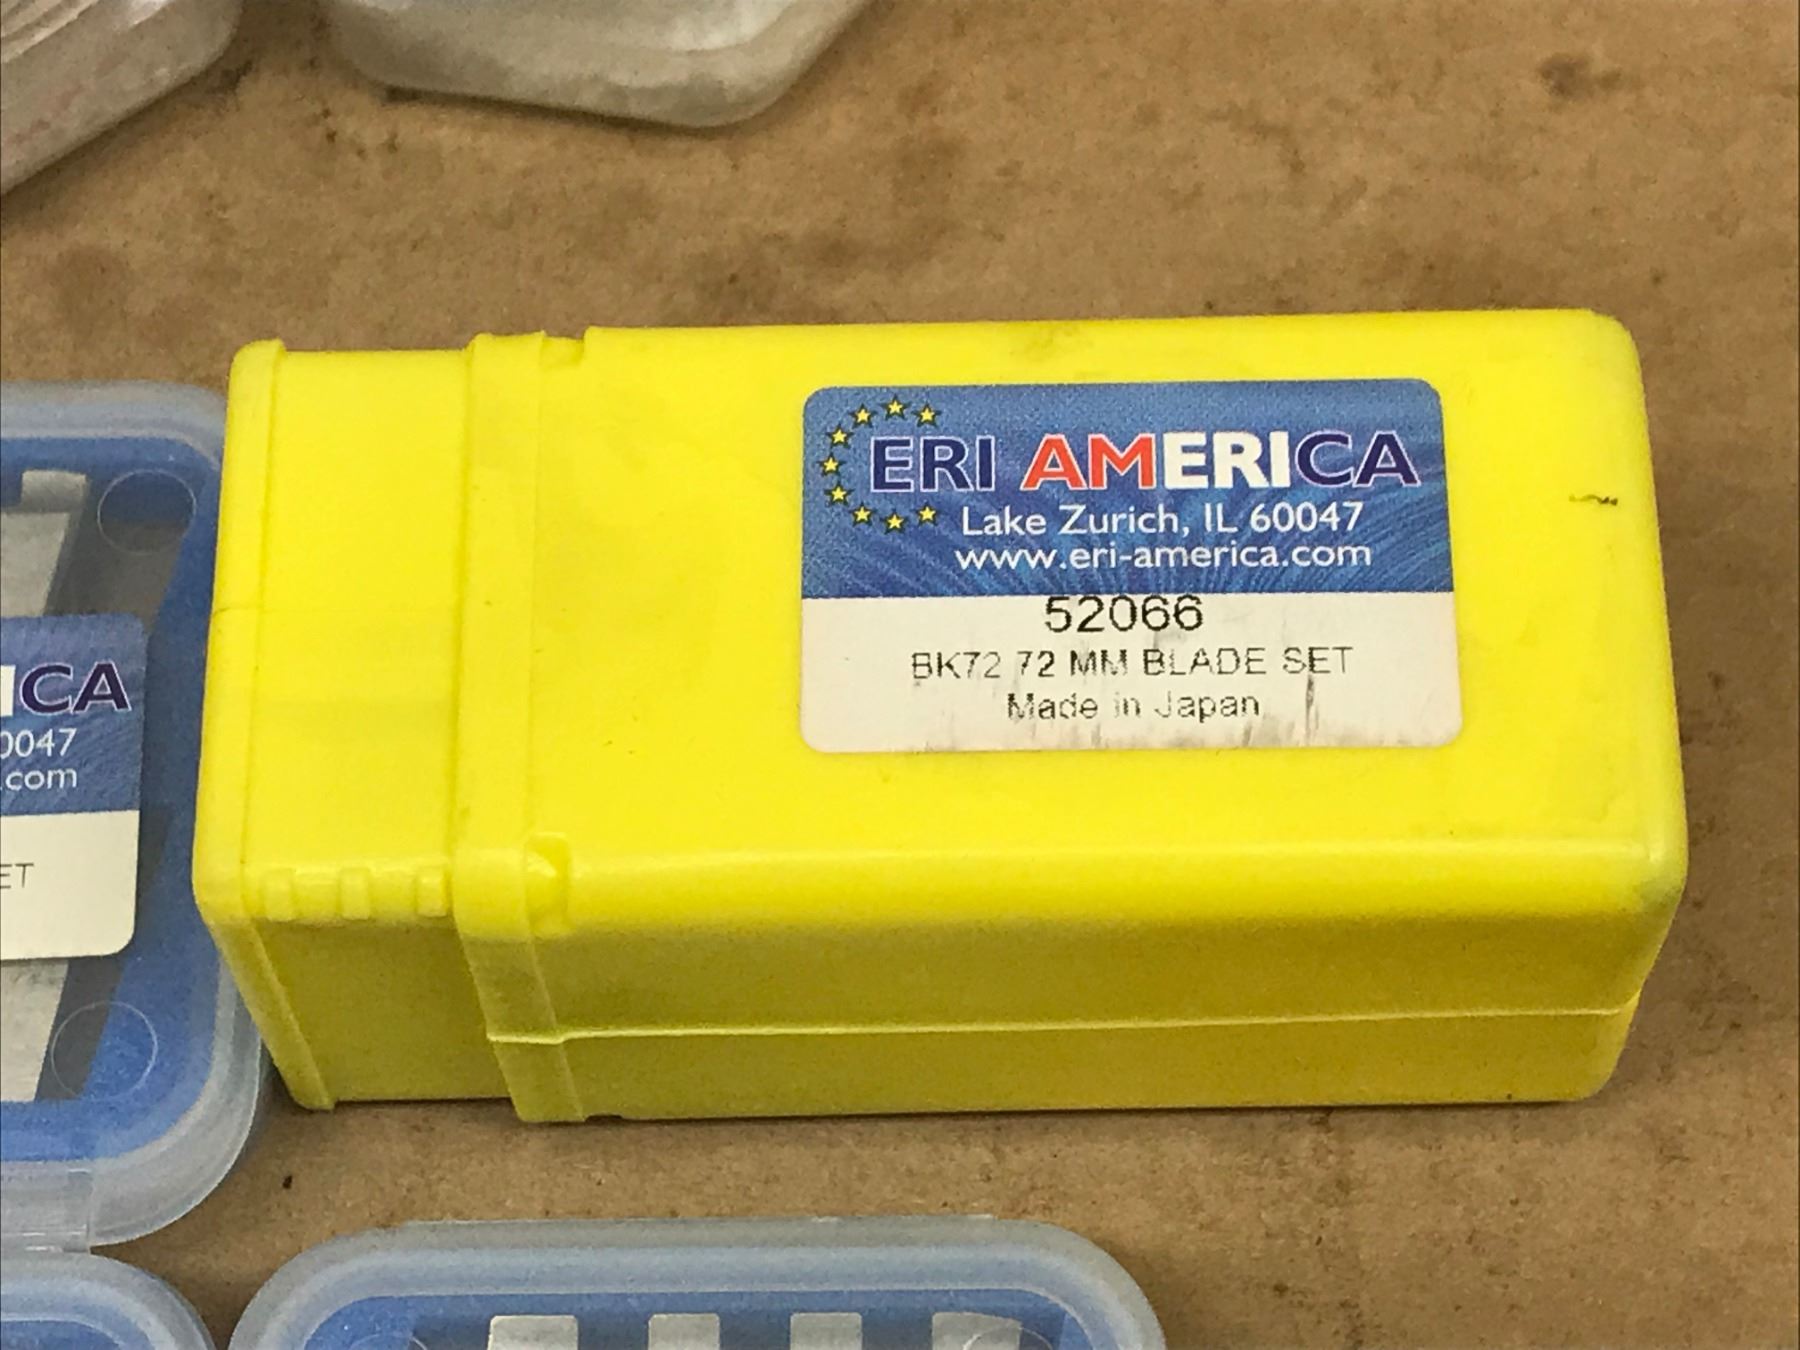 ERI AMERICA
Lake Zurich, IL 60047
www.eri-america.com
52066
BK72 72 MM BLADE SET
Made in Japan
ICA
0047
.com
ET